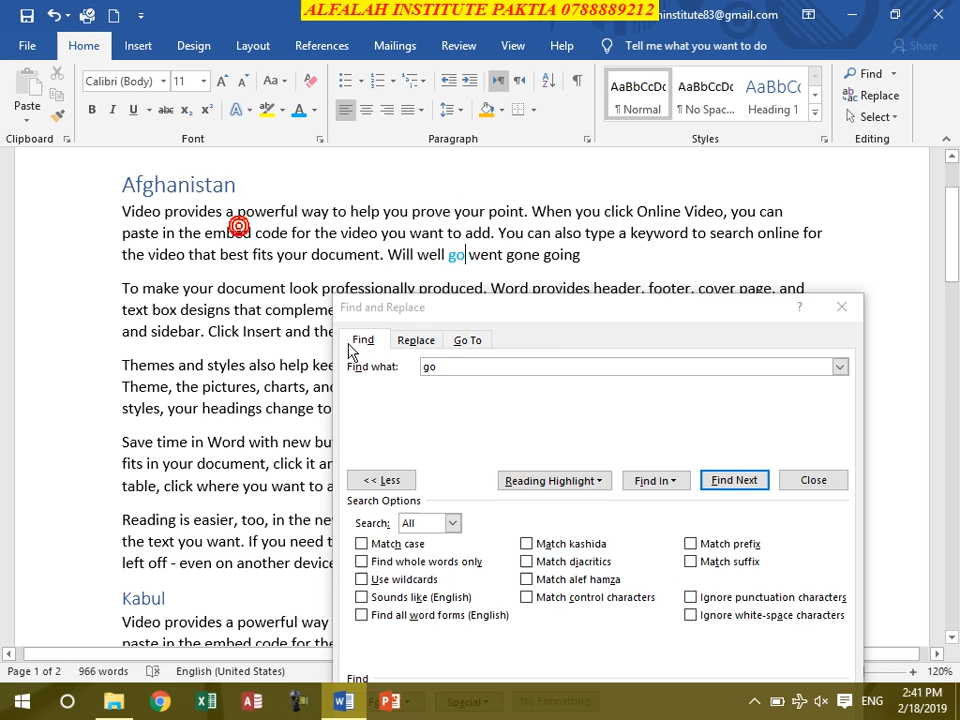 ALFALAH INSTITUTE PAKTIA 0788889212
hinstitute83@gmail.com
File Home Insert Design Layout References Mailings Review View Help Tell me what you want to do Share
Paste
Calibri (Body) 11
AaBbCcDc AaBbCcDc AaBbCc
¶ Normal ¶ No Spac... Heading 1
Find
Replace
Select
Clipboard Font Paragraph Styles Editing
Afghanistan
Video provides a powerful way to help you prove your point. When you click Online Video, you can
paste in the embed code for the video you want to add. You can also type a keyword to search online for
the video that best fits your document. Will well go went gone going
To make your document look professionally produced, Word provides header, footer, cover page, and
text box designs that complem
and sidebar. Click Insert and the
Themes and styles also help kee
Theme, the pictures, charts, and
styles, your headings change to
Save time in Word with new bu
fits in your document, click it an
table, click where you want to a
Reading is easier, too, in the nev
the text you want. If you need t
left off - even on another device
Kabul
Video provides a powerful way
paste in the embed code for the
Find and Replace ?
Find Replace Go To
Find what: go
<< Less Reading Highlight Find In Find Next Close
Search Options
Search: All
Match case Match kashida Match prefix
Find whole words only Match diacritics Match suffix
Use wildcards Match alef hamza
Sounds like (English) Match control characters Ignore punctuation characters
Find all word forms (English) Ignore white-space characters
Find
Format Special No Formatting
Page 1 of 2 966 words English (United States) 120%
ENG 2:41 PM
2/18/2019